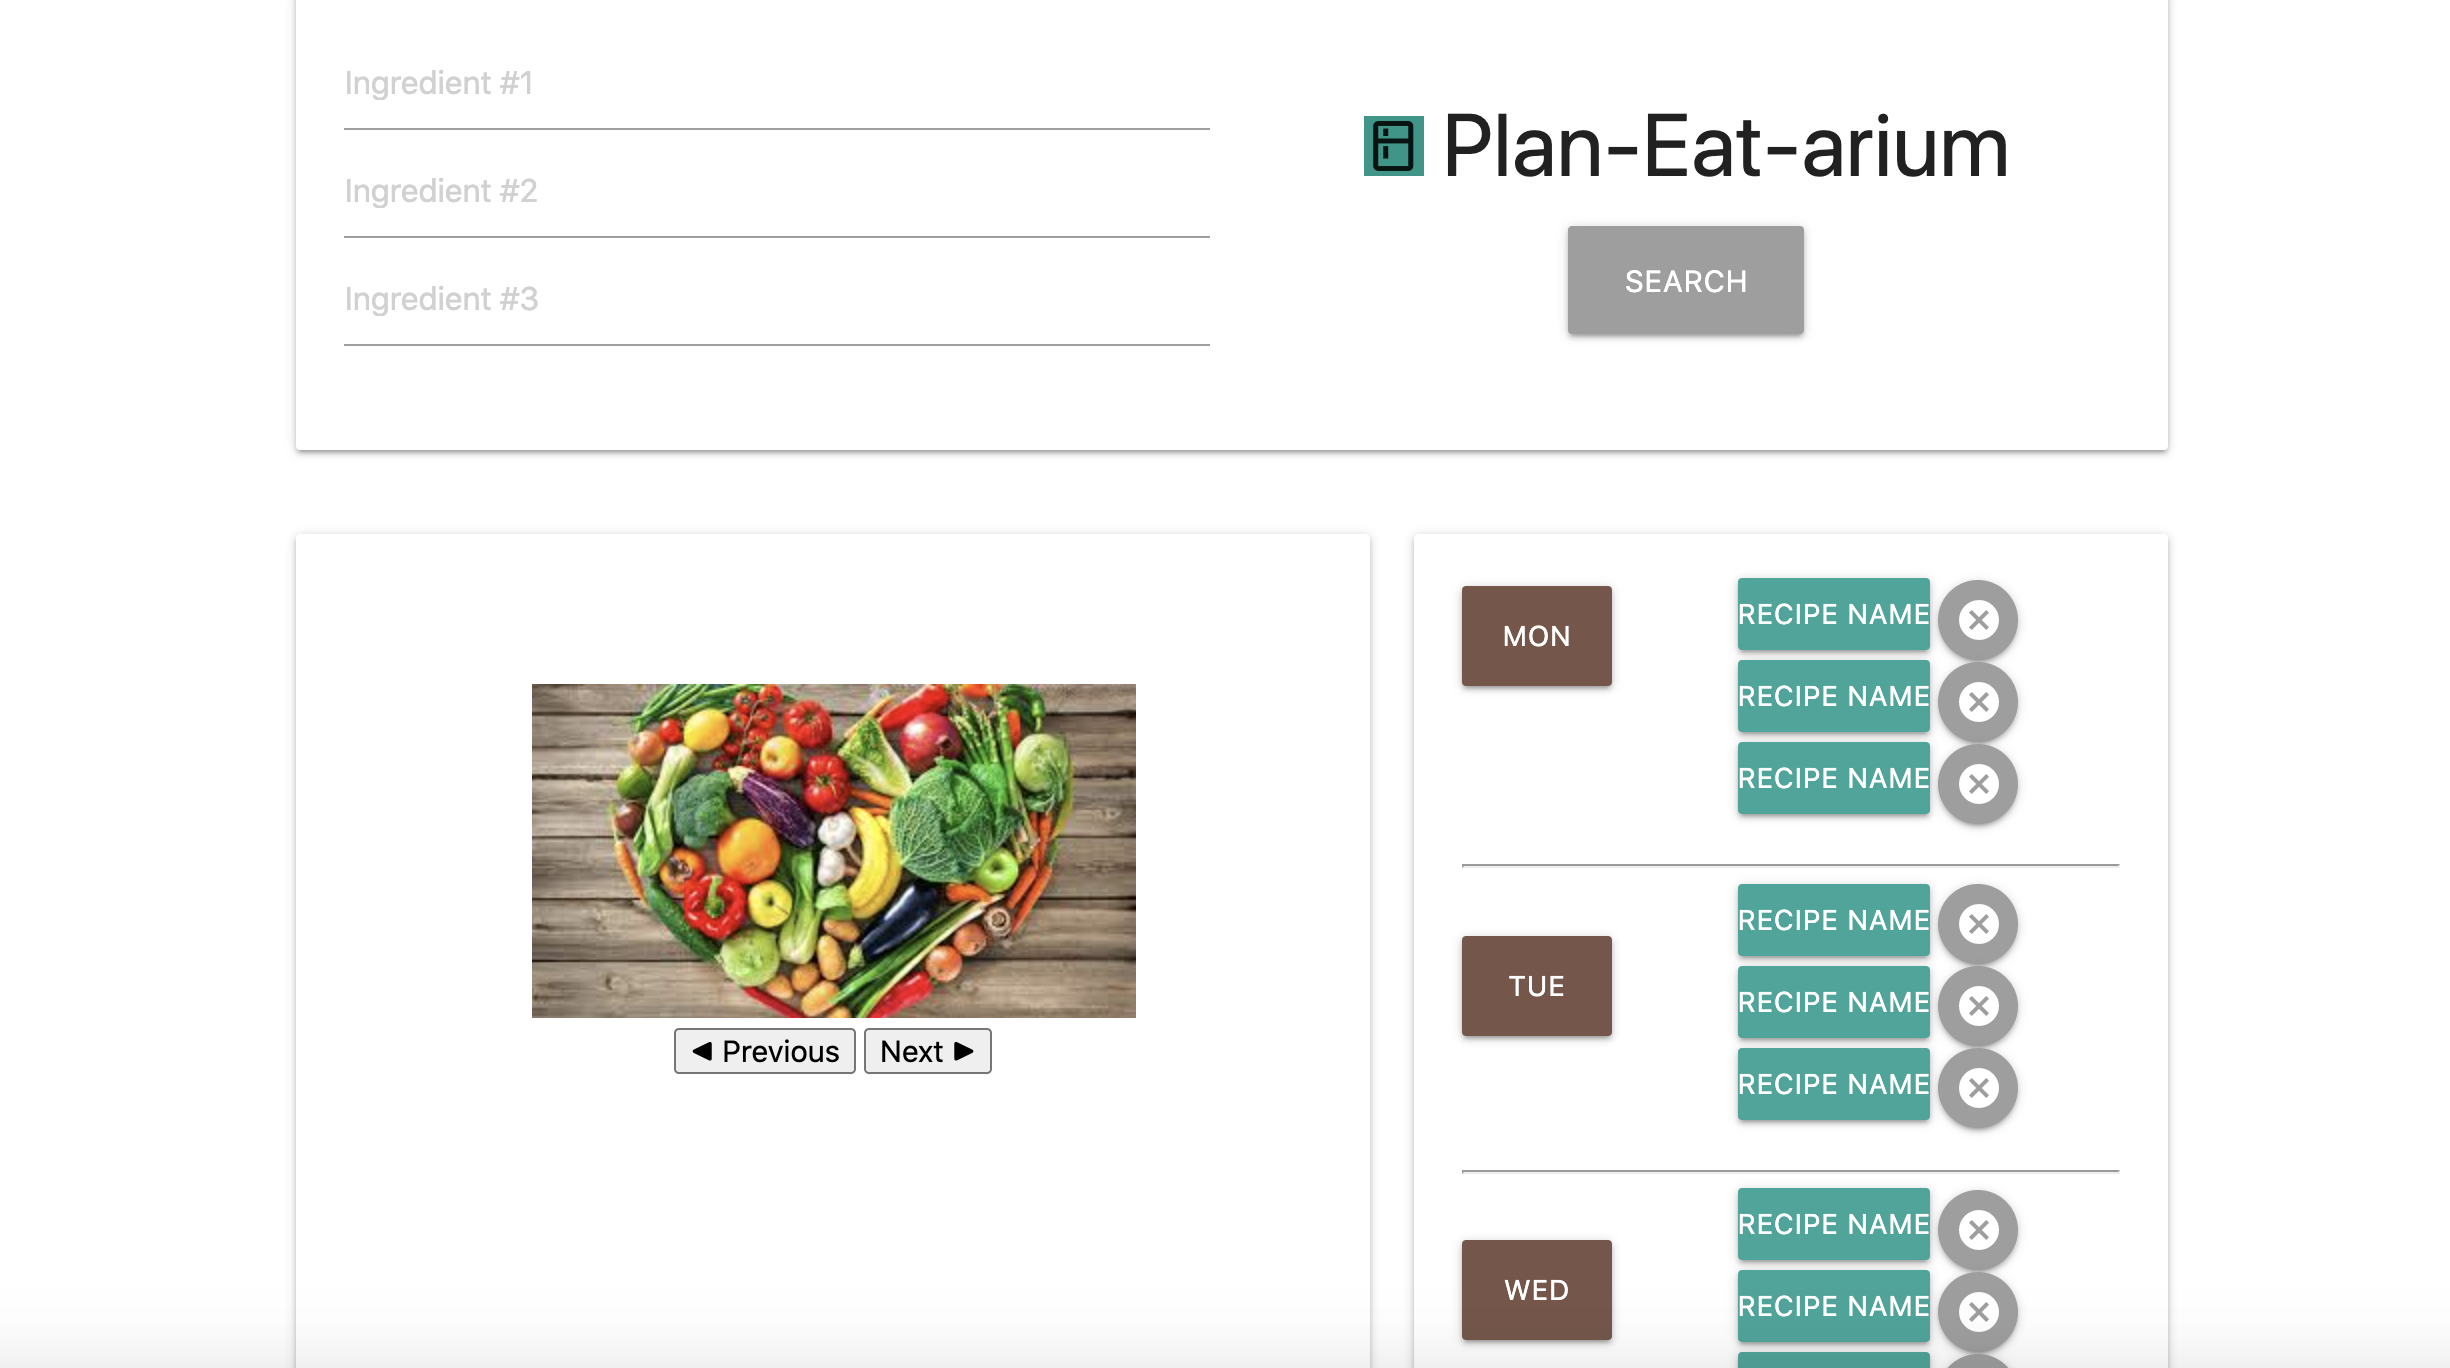 Ingredient #1
Ingredient #2
Ingredient #3
Plan-Eat-arium
SEARCH
◀ Previous
Next ▶
MON
RECIPE NAME
RECIPE NAME
RECIPE NAME
TUE
RECIPE NAME
RECIPE NAME
RECIPE NAME
WED
RECIPE NAME
RECIPE NAME